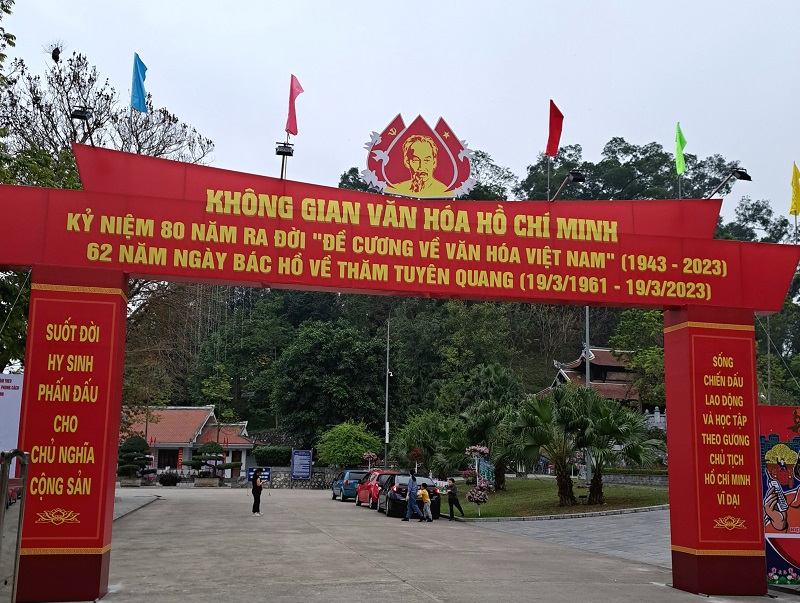 KHÔNG GIAN VĂN HÓA HỒ CHÍ MINH
KỶ NIỆM 80 NĂM RA ĐỜI "ĐỀ CƯƠNG VỀ VĂN HÓA VIỆT NAM" (1943 - 2023)
62 NĂM NGÀY BÁC HỒ VỀ THĂM TUYÊN QUANG (19/3/1961 - 19/3/2023)
SUỐT ĐỜI
HY SINH
PHẤN ĐẤU
CHO
CHỦ NGHĨA
CỘNG SẢN
SỐNG
CHIẾN ĐẤU
LAO ĐỘNG
VÀ HỌC TẬP
THEO GƯƠNG
CHỦ TỊCH
HỒ CHÍ MINH
VĨ ĐẠI